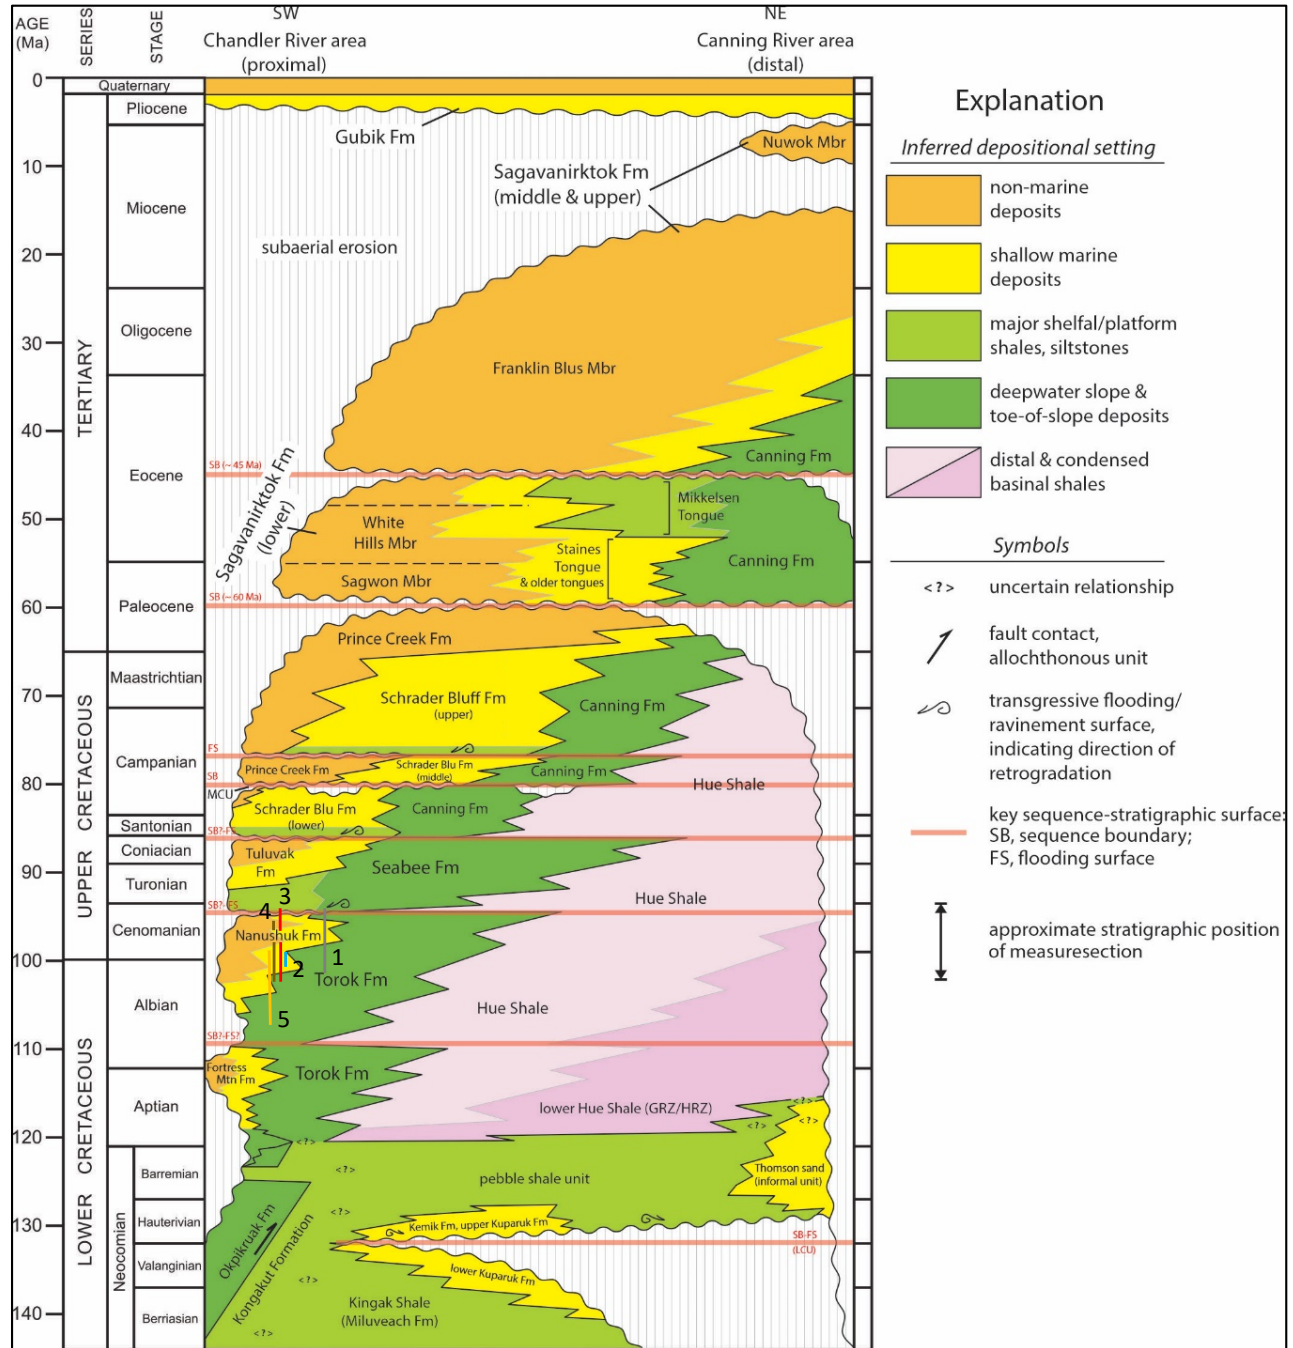 AGE
(Ma)
SERIES
STAGE
SW
Chandler River area
(proximal)
NE
Canning River area
(distal)
0
10
20
30
40
50
60
70
80
90
100
110
120
130
140
TERTIARY
UPPER CRETACEOUS
LOWER CRETACEOUS
Neocomian
Quaternary
Pliocene
Miocene
Oligocene
Eocene
Paleocene
Maastrichtian
Campanian
Santonian
Coniacian
Turonian
Cenomanian
Albian
Aptian
Barremian
Hauterivian
Valanginian
Berriasian
Gubik Fm
Nuwok Mbr
Sagavanirktok Fm
(middle & upper)
subaerial erosion
Franklin Blus Mbr
Canning Fm
SB (~ 45 Ma)
Sagavanirktok Fm
(lower)
White
Hills Mbr
Mikkelsen
Tongue
Staines
Tongue
& older tongues
Canning Fm
Sagwon Mbr
SB (~ 60 Ma)
Prince Creek Fm
Schrader Bluff Fm
(upper)
Canning Fm
FS
Prince Creek Fm
Schrader Blu Fm
(middle)
Canning Fm
Hue Shale
SB
MCU
Schrader Blu Fm
(lower)
Canning Fm
SB?-FS
Tuluvak
Fm
Seabee Fm
Hue Shale
SB?-FS
3
4
Nanushuk Fm
1
2
Torok Fm
5
Hue Shale
SB?-FS?
Fortress
Mtn Fm
Torok Fm
lower Hue Shale (GRZ/HRZ)
<?>
<?>
<?>
<?>
<?>
pebble shale unit
<?>
Thomson sand
(informal unit)
<?>
Kemik Fm, upper Kuparuk Fm
SB-FS
(LCU)
Okpikruak Fm
Kongakut Formation
<?>
lower Kuparuk Fm
Kingak Shale
(Miluveach Fm)
<?>
Explanation
Inferred depositional setting
non-marine
deposits
shallow marine
deposits
major shelfal/platform
shales, siltstones
deepwater slope &
toe-of-slope deposits
distal & condensed
basinal shales
Symbols
<?> uncertain relationship
fault contact,
allochthonous unit
transgressive flooding/
ravinement surface,
indicating direction of
retrogradation
key sequence-stratigraphic surface:
SB, sequence boundary;
FS, flooding surface
approximate stratigraphic position
of measuresection